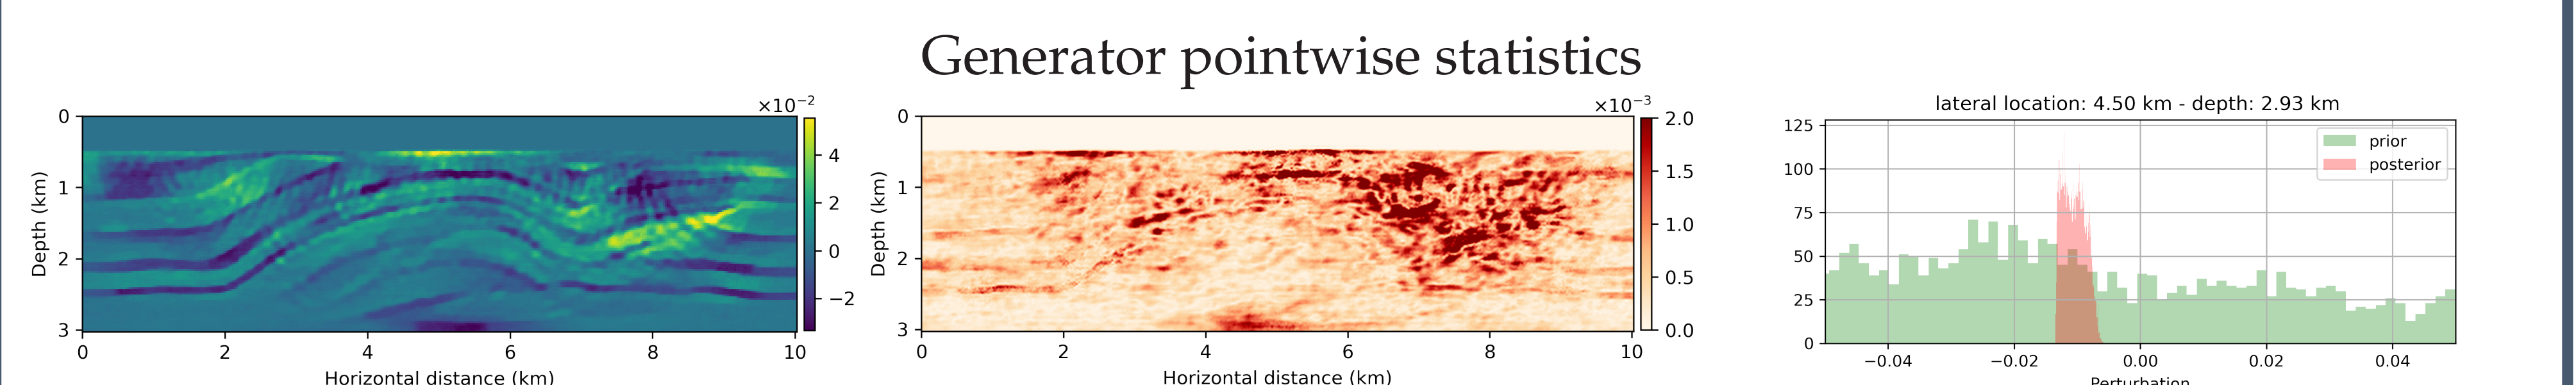 Generator pointwise statistics
×10⁻²
0
1
2
3
Depth (km)
0 2 4 6 8 10
Horizontal distance (km)
4
2
0
−2
×10⁻³
0
1
2
3
Depth (km)
0 2 4 6 8 10
Horizontal distance (km)
2.0
1.5
1.0
0.5
0.0
lateral location: 4.50 km - depth: 2.93 km
125
100
75
50
25
0
prior
posterior
−0.04 −0.02 0.00 0.02 0.04
Perturbation